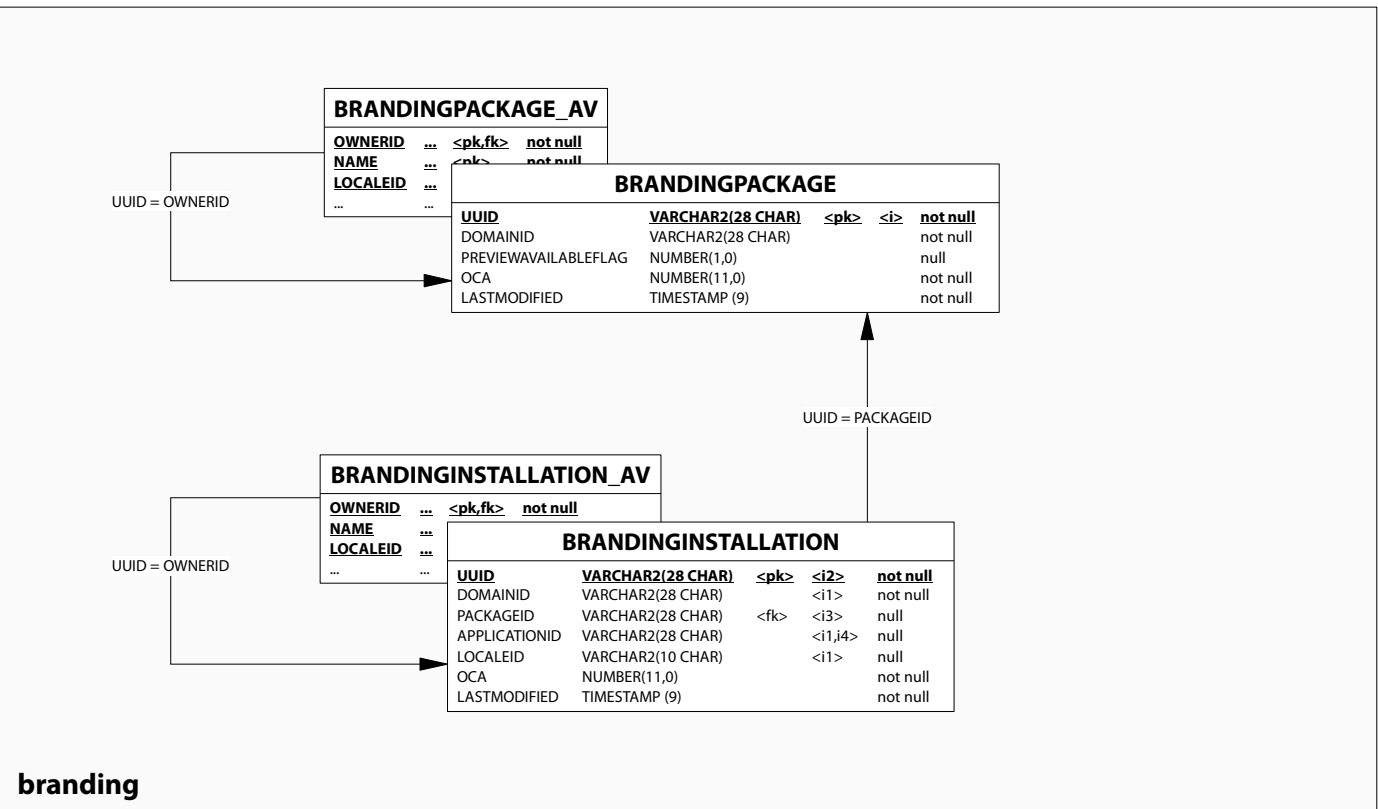 BRANDINGPACKAGE_AV
OWNERID ... <pk,fk> not null
NAME ... <pk> not null
LOCALEID ...
... ...
UUID = OWNERID
BRANDINGPACKAGE
UUID VARCHAR2(28 CHAR) <pk> <i> not null
DOMAINID VARCHAR2(28 CHAR) not null
PREVIEWAVAILABLEFLAG NUMBER(1,0) null
OCA NUMBER(11,0) not null
LASTMODIFIED TIMESTAMP (9) not null
UUID = PACKAGEID
BRANDINGINSTALLATION_AV
OWNERID ... <pk,fk> not null
NAME ...
LOCALEID ...
... ...
UUID = OWNERID
BRANDINGINSTALLATION
UUID VARCHAR2(28 CHAR) <pk> <i2> not null
DOMAINID VARCHAR2(28 CHAR) <i1> not null
PACKAGEID VARCHAR2(28 CHAR) <fk> <i3> null
APPLICATIONID VARCHAR2(28 CHAR) <i1,i4> null
LOCALEID VARCHAR2(10 CHAR) <i1> null
OCA NUMBER(11,0) not null
LASTMODIFIED TIMESTAMP (9) not null
branding